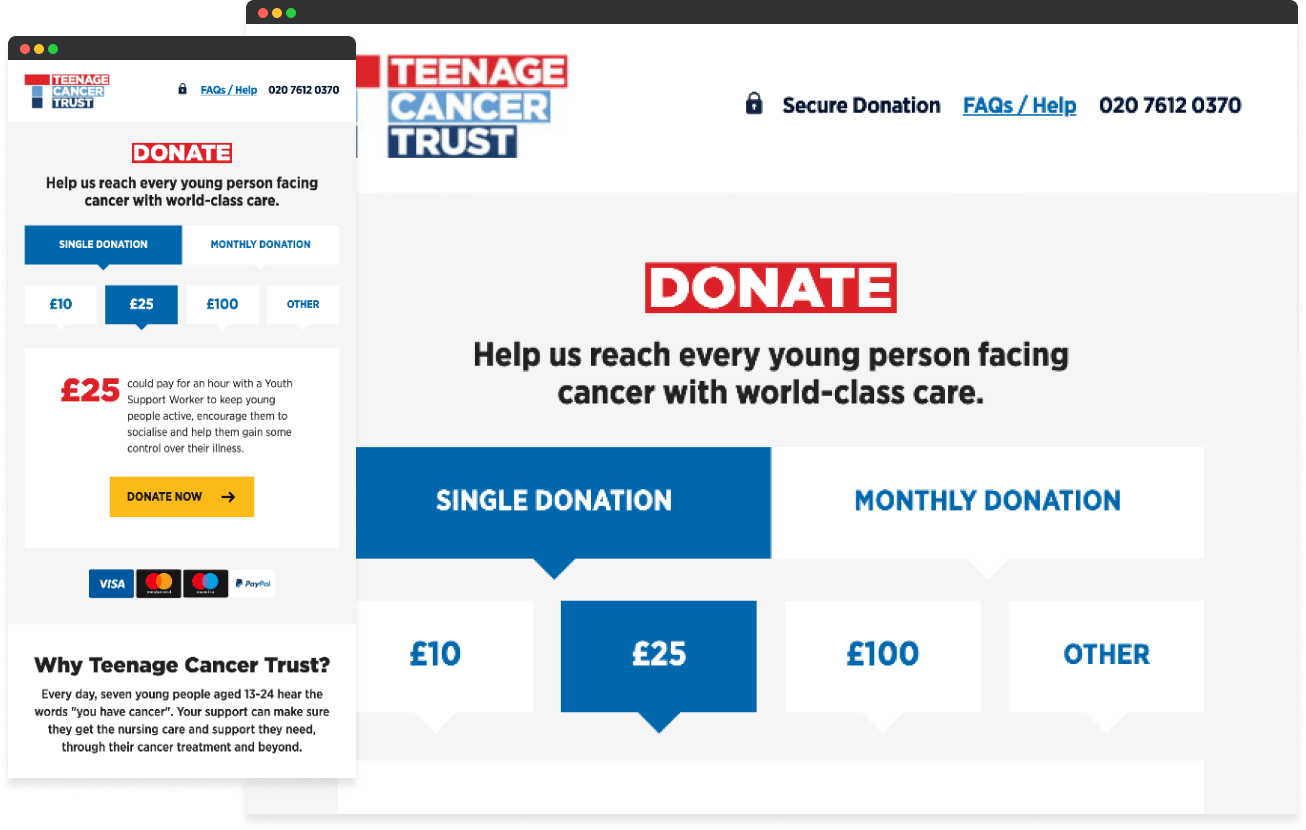 TEENAGE
CANCER
TRUST
FAQs / Help 020 7612 0370
DONATE
Help us reach every young person facing
cancer with world-class care.
SINGLE DONATION MONTHLY DONATION
£10 £25 £100 OTHER
£25 could pay for an hour with a Youth
Support Worker to keep young
people active, encourage them to
socialise and help them gain some
control over their illness.
DONATE NOW
VISA PayPal
Why Teenage Cancer Trust?
Every day, seven young people aged 13-24 hear the
words "you have cancer". Your support can make sure
they get the nursing care and support they need,
through their cancer treatment and beyond.
TEENAGE
CANCER
TRUST
Secure Donation FAQs / Help 020 7612 0370
DONATE
Help us reach every young person facing
cancer with world-class care.
SINGLE DONATION MONTHLY DONATION
£10 £25 £100 OTHER